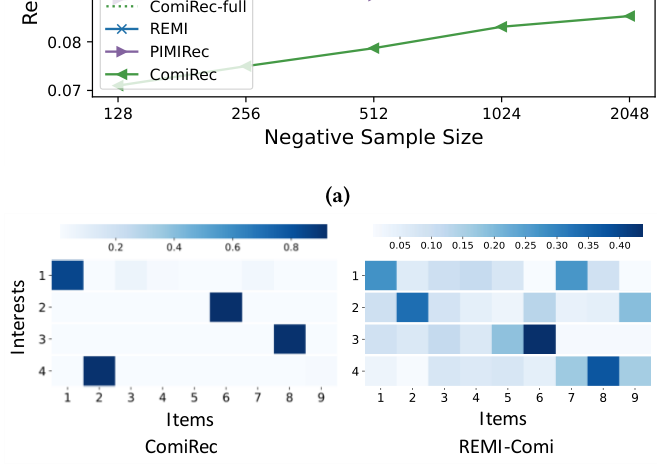 Re
ComiRec-full
REMI
PIMIRec
ComiRec
0.08
0.07
128 256 512 1024 2048
Negative Sample Size
(a)
0.2 0.4 0.6 0.8
0.05 0.10 0.15 0.20 0.25 0.30 0.35 0.40
Interests
1
2
3
4
1 2 3 4 5 6 7 8 9
Items
ComiRec
1
2
3
4
1 2 3 4 5 6 7 8 9
Items
REMI-Comi